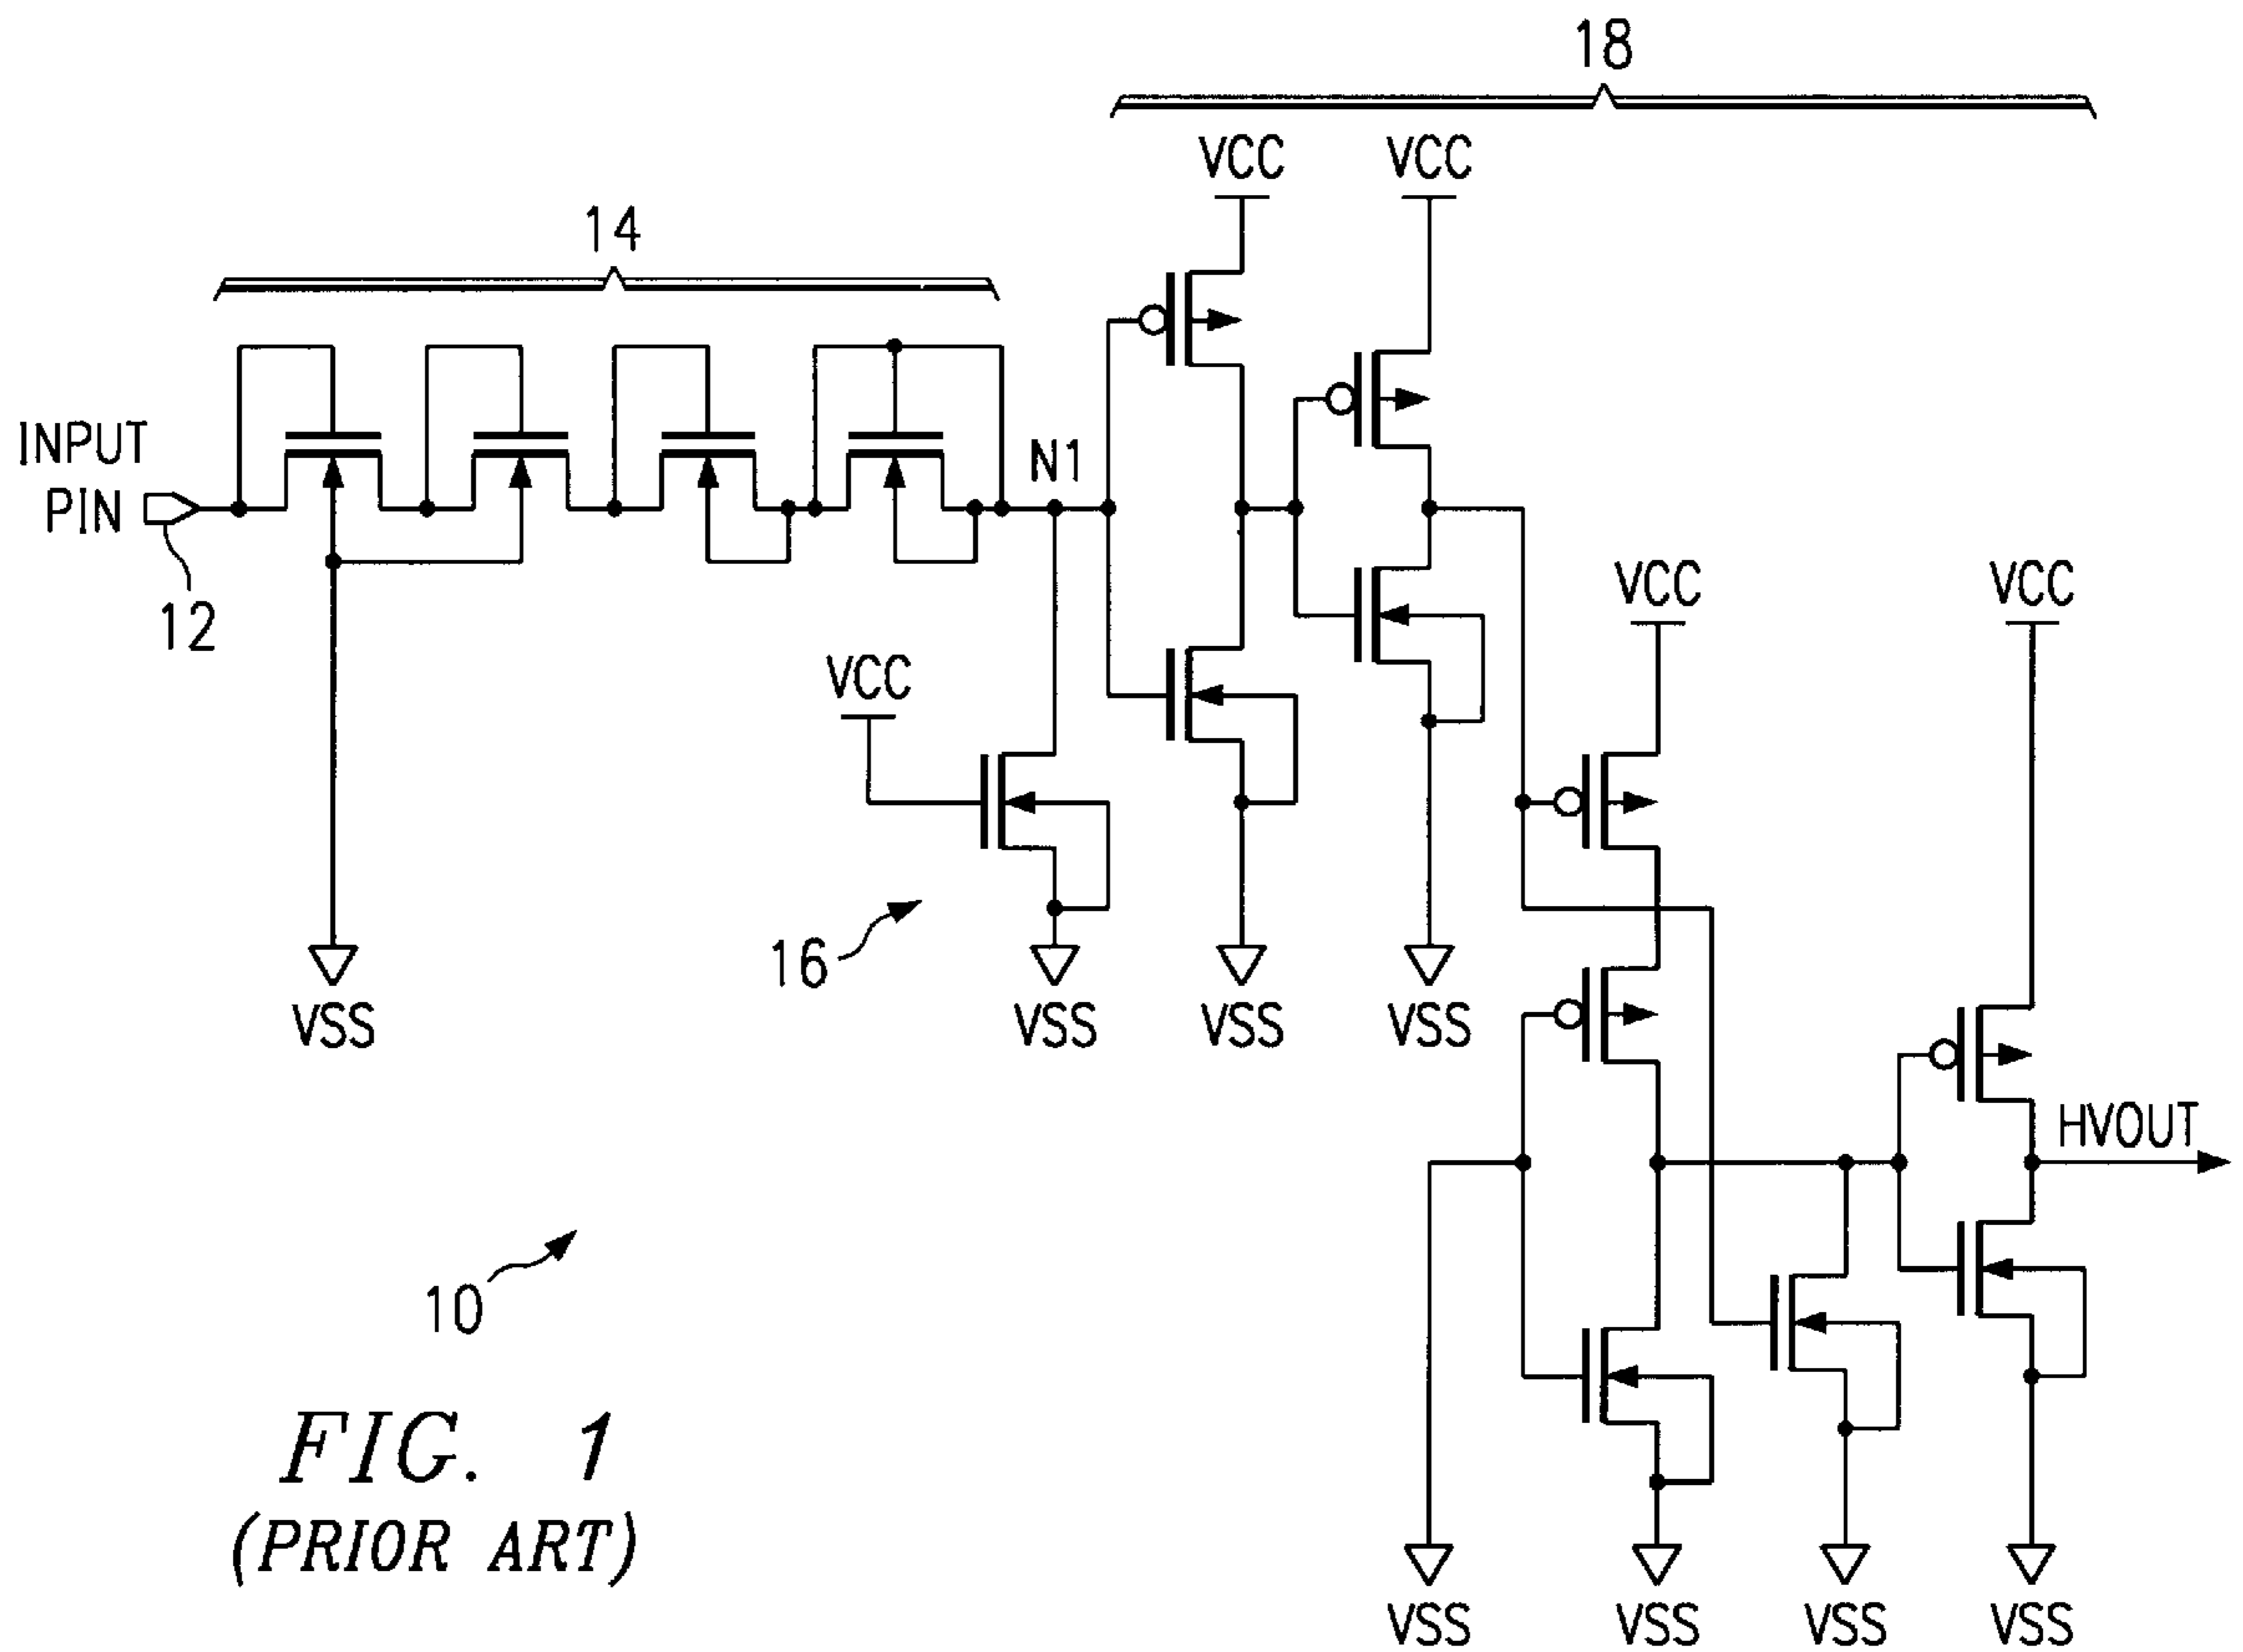 18
VCC VCC
14
INPUT
PIN
N1
12
VCC
VCC VCC
16
VSS VSS VSS VSS
HVOUT
10
FIG. 1
(PRIOR ART)
VSS VSS VSS VSS